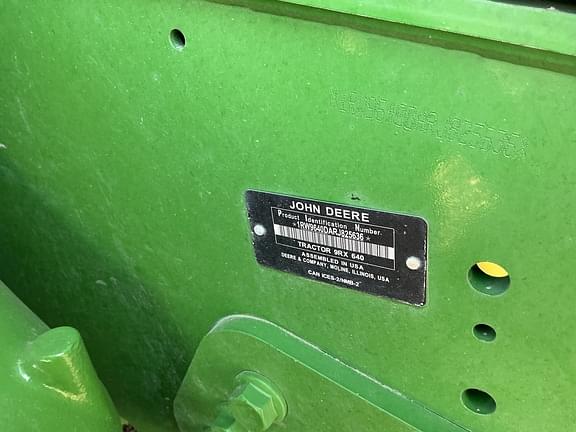 JOHN DEERE
Product Identification Number
*1RW9640DARJ825636*
TRACTOR 9RX 640
ASSEMBLED IN USA
DEERE & COMPANY, MOLINE, ILLINOIS, USA
CAN ICES-2/NMB-2